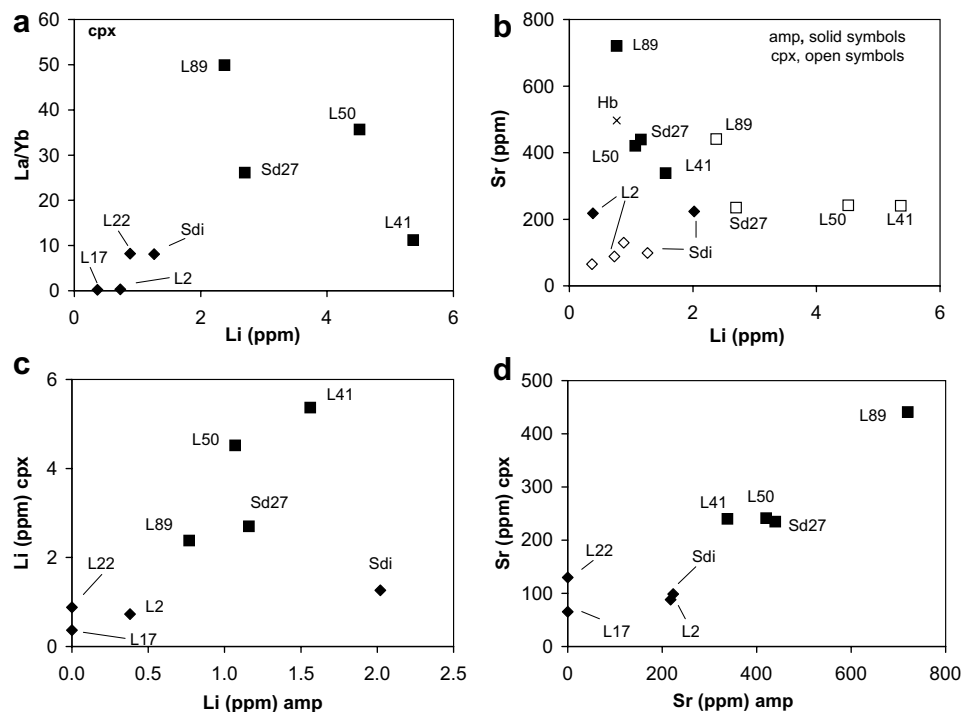 a
cpx
60
50
40
30
20
10
0
La/Yb
L89
L50
Sd27
L41
L22
Sdi
L17
L2
0 2 4 6
Li (ppm)
b
amp, solid symbols
cpx, open symbols
800
600
400
200
0
Sr (ppm)
L89
Hb
Sd27
L89
L50
L41
L2
Sdi
Sd27
L50
L41
0 2 4 6
Li (ppm)
c
6
4
2
0
Li (ppm) cpx
L41
L50
Sd27
L89
Sdi
L22
L2
L17
0.0 0.5 1.0 1.5 2.0 2.5
Li (ppm) amp
d
500
400
300
200
100
0
Sr (ppm) cpx
L89
L41
L50
Sd27
Sdi
L22
L17
L2
0 200 400 600 800
Sr (ppm) amp